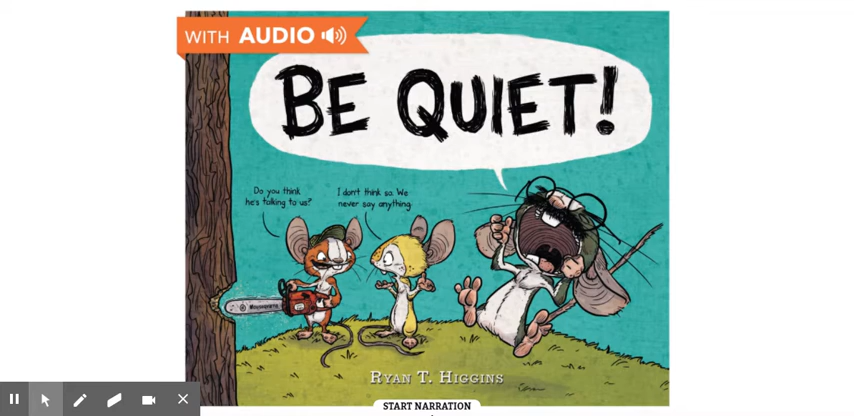 WITH AUDIO
BE QUIET!
Do you think
he's talking to us?
I don't think so. We
never say anything.
RYAN T. HIGGINS
START NARRATION